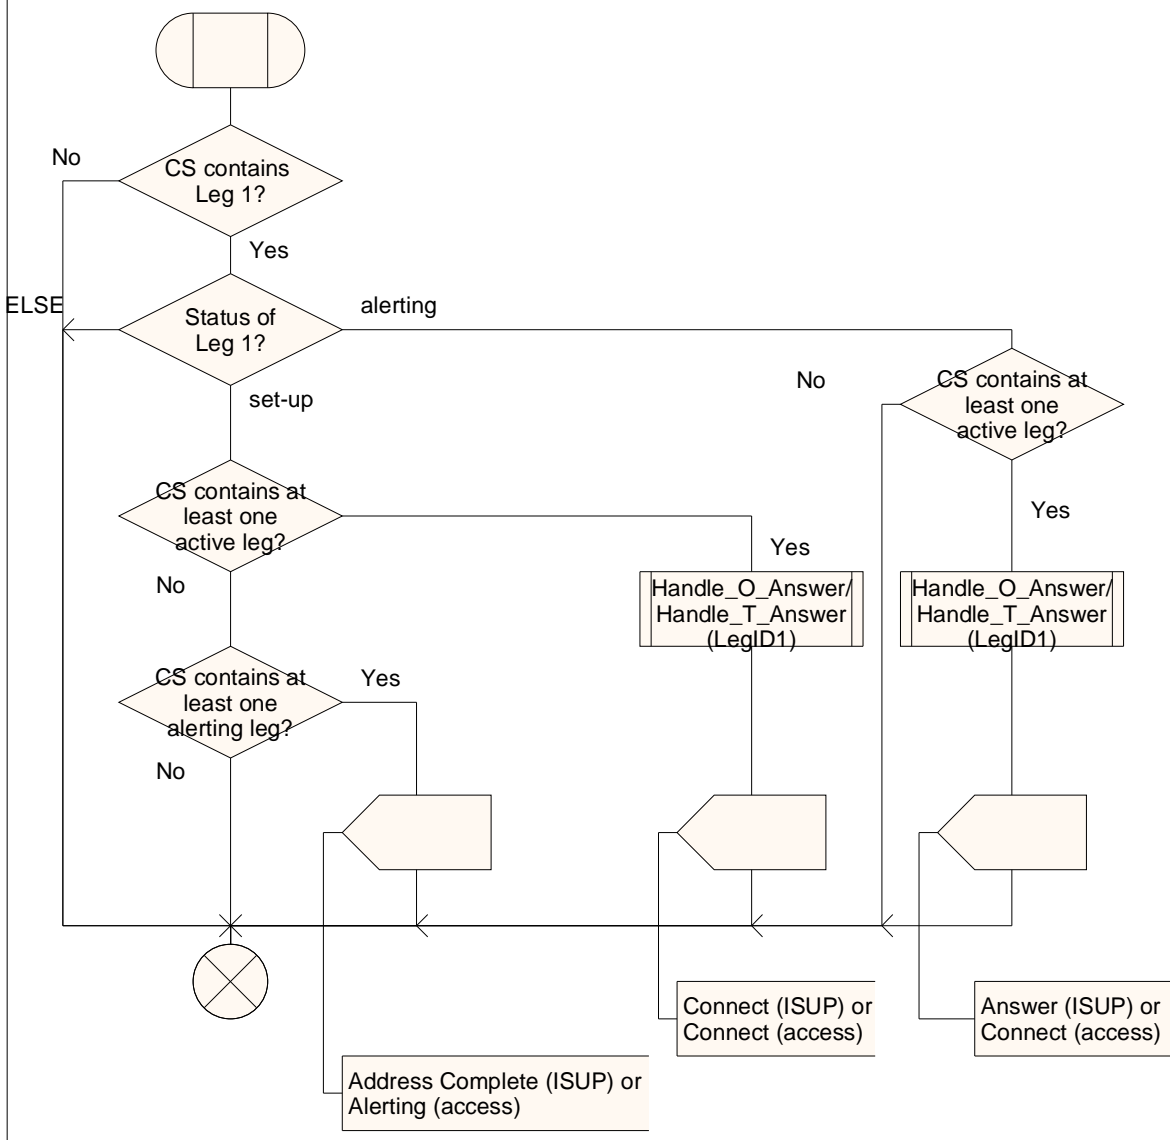 No
CS contains
Leg 1?
Yes
ELSE
Status of
Leg 1?
alerting
set-up
No
CS contains at
least one
active leg?
Yes
CS contains at
least one
active leg?
Yes
No
Handle_O_Answer/
Handle_T_Answer
(LegID1)
Handle_O_Answer/
Handle_T_Answer
(LegID1)
CS contains at
least one
alerting leg?
Yes
No
Connect (ISUP) or
Connect (access)
Answer (ISUP) or
Connect (access)
Address Complete (ISUP) or
Alerting (access)